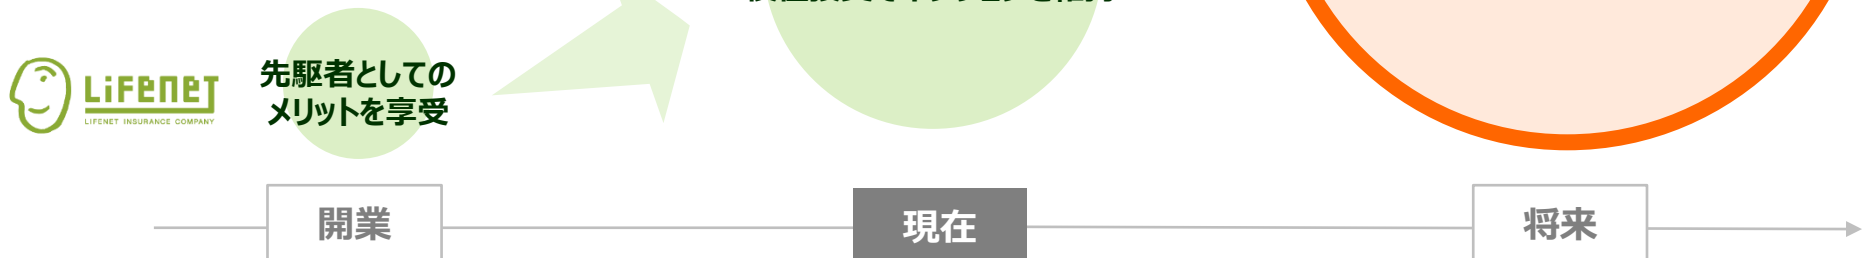 先駆者としての
メリットを享受
LiFENET
LIFENET INSURANCE COMPANY
開業
現在
将来